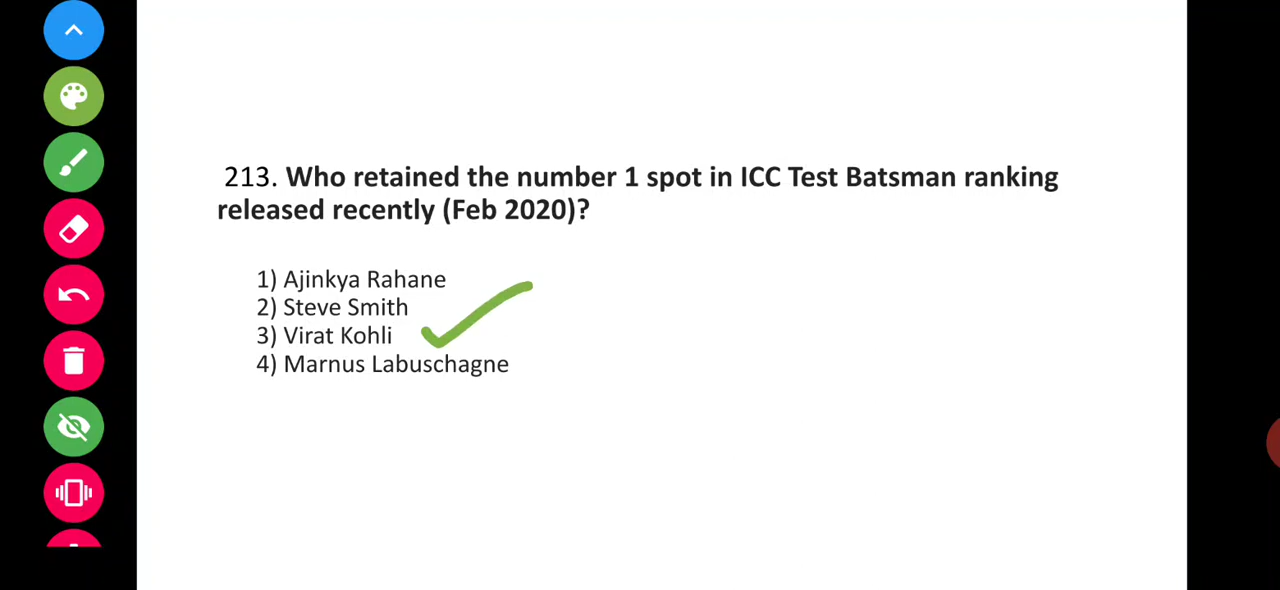 213. Who retained the number 1 spot in ICC Test Batsman ranking
released recently (Feb 2020)?
1) Ajinkya Rahane
2) Steve Smith
3) Virat Kohli
4) Marnus Labuschagne